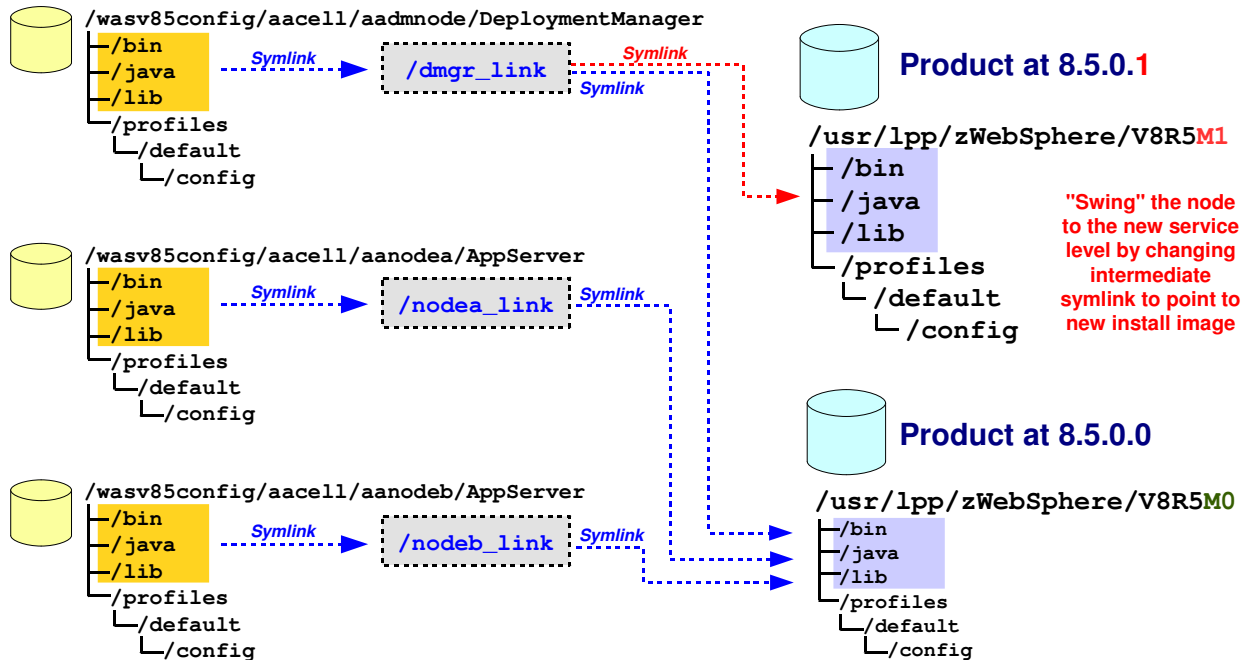 /wasv85config/aacell/aadmnode/DeploymentManager
/bin
/java
/lib
/profiles
/default
/config
Symlink
/dmgr_link
Symlink
Symlink
Product at 8.5.0.1
/usr/lpp/zWebSphere/V8R5M1
/bin
/java
/lib
/profiles
/default
/config
"Swing" the node
to the new service
level by changing
intermediate
symlink to point to
new install image
/wasv85config/aacell/aanodea/AppServer
/bin
/java
/lib
/profiles
/default
/config
Symlink
/nodea_link
Symlink
Product at 8.5.0.0
/usr/lpp/zWebSphere/V8R5M0
/bin
/java
/lib
/profiles
/default
/config
/wasv85config/aacell/aanodeb/AppServer
/bin
/java
/lib
/profiles
/default
/config
Symlink
/nodeb_link
Symlink